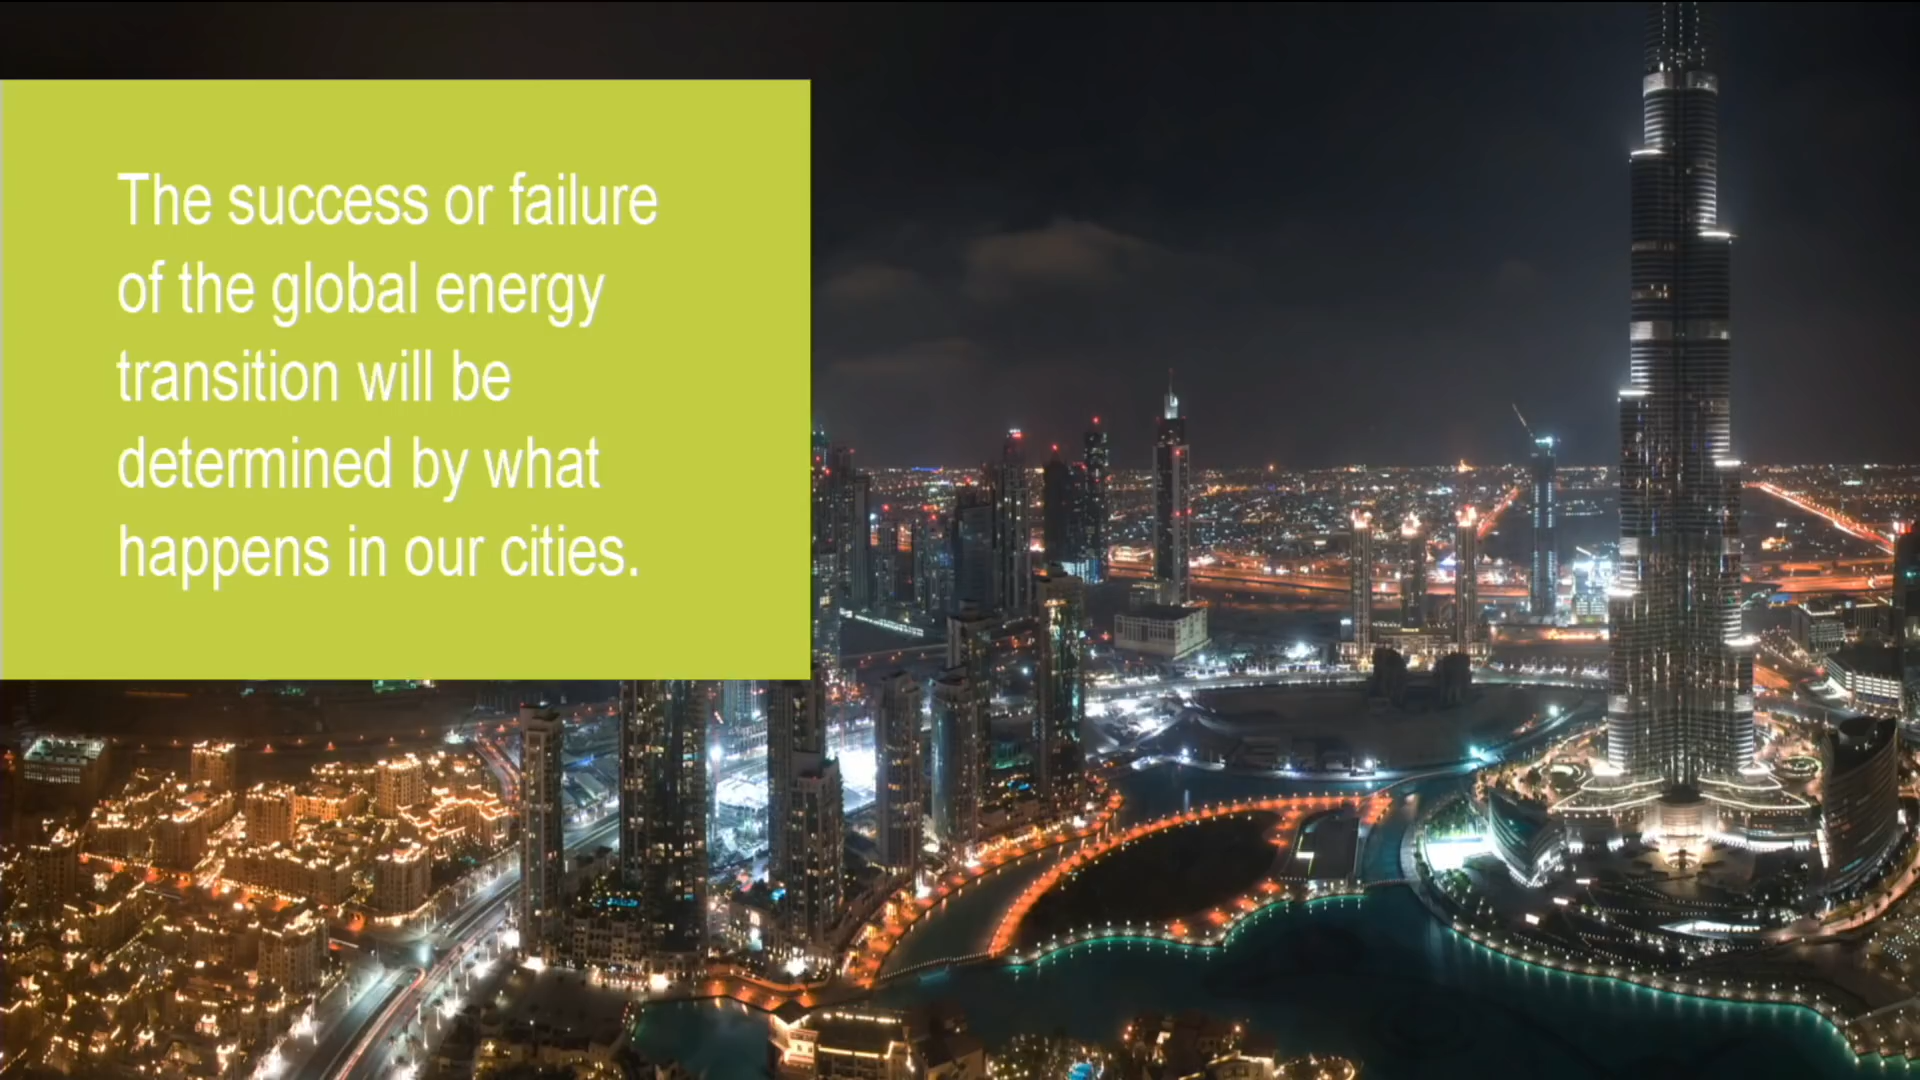 The success or failure
of the global energy
transition will be
determined by what
happens in our cities.